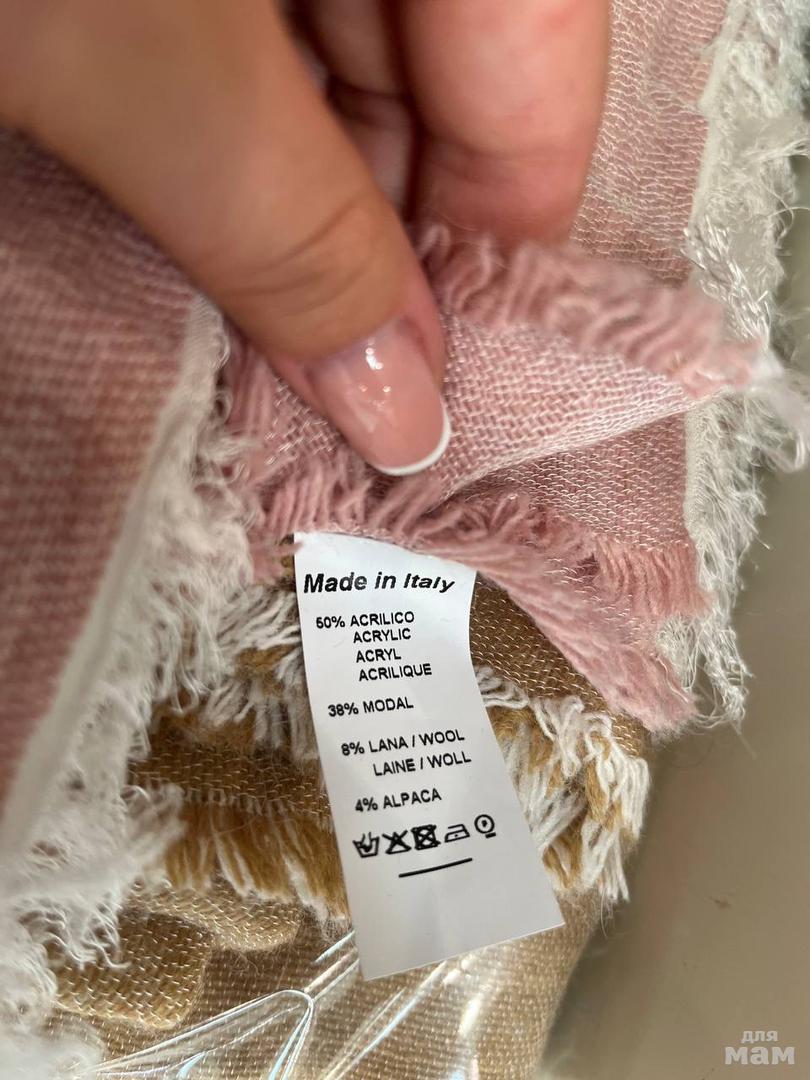 Made in Italy
50% ACRILICO
ACRYLIC
ACRYL
ACRILIQUE
38% MODAL
8% LANA / WOOL
LAINE / WOLL
4% ALPACA
для
мам